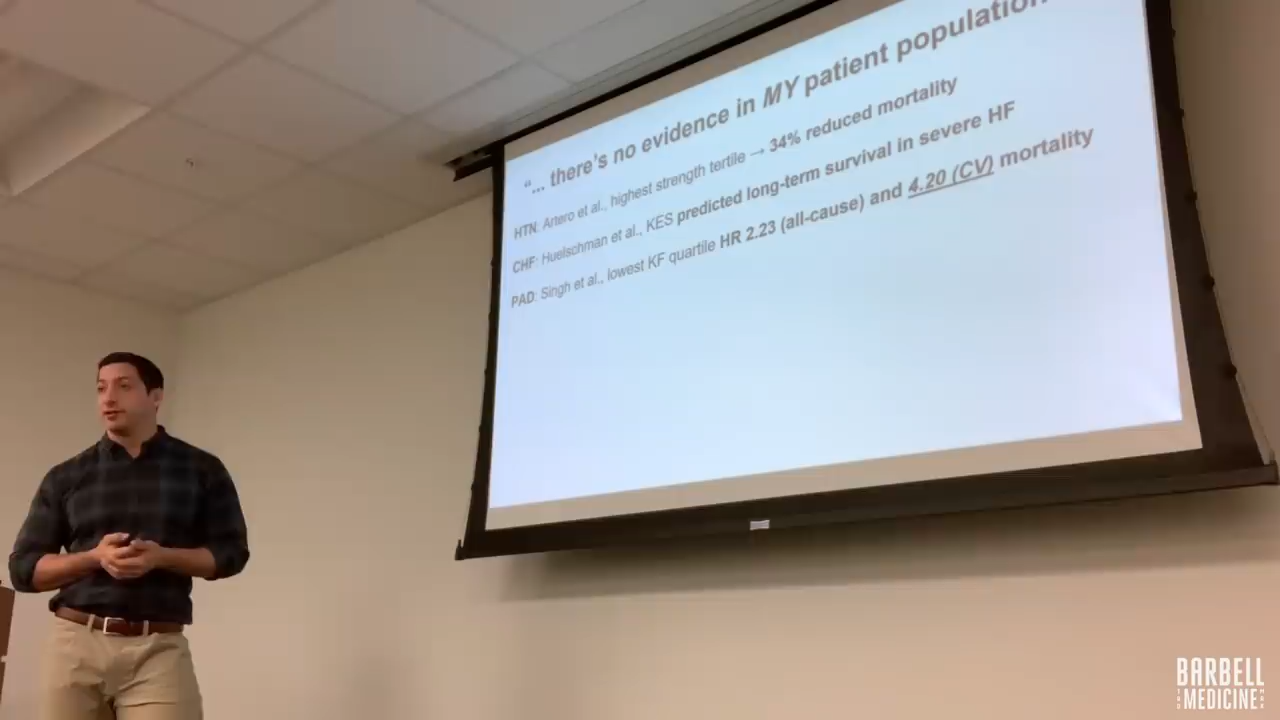 "... there's no evidence in MY patient population
HTN: Artero et al., highest strength tertile → 34% reduced mortality
CHF: Huelschman et al., KES predicted long-term survival in severe HF
PAD: Singh et al., lowest KF quartile HR 2.23 (all-cause) and 4.20 (CV) mortality
BARBELL
MEDICINE